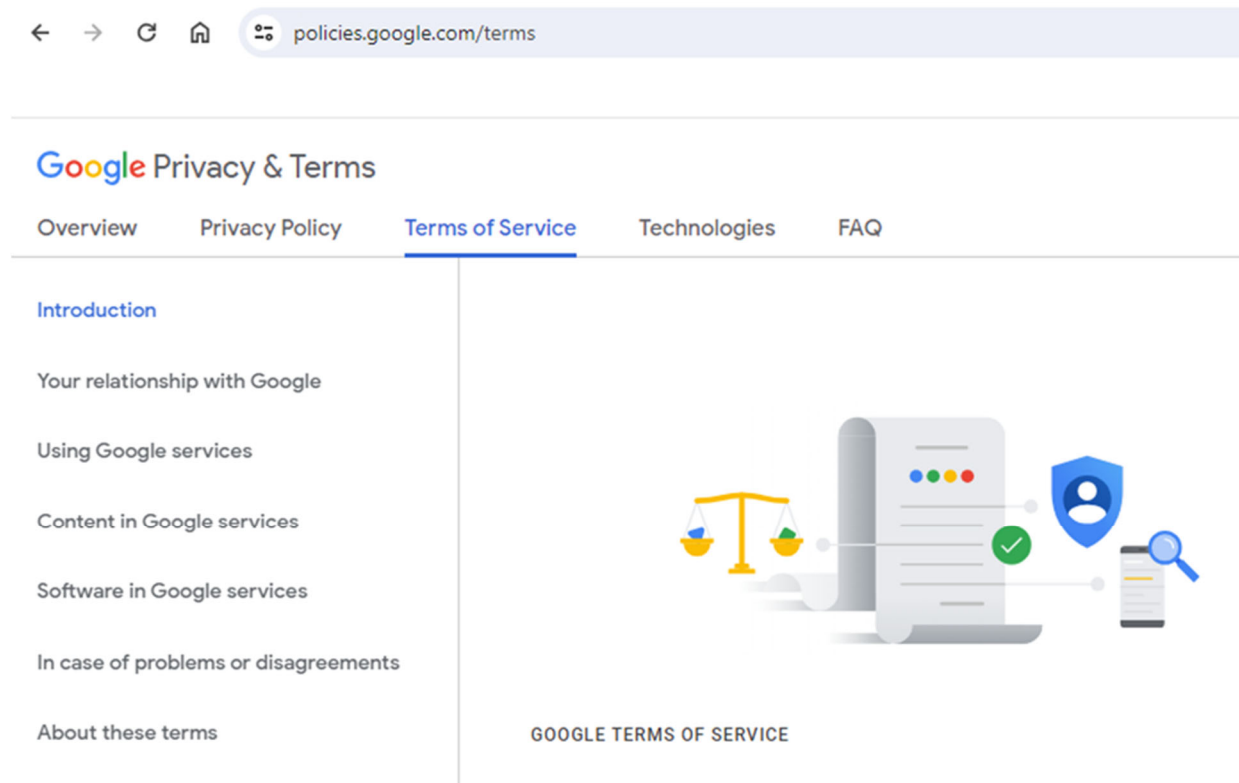 policies.google.com/terms
Google Privacy & Terms
Overview Privacy Policy Terms of Service Technologies FAQ
Introduction
Your relationship with Google
Using Google services
Content in Google services
Software in Google services
In case of problems or disagreements
About these terms
GOOGLE TERMS OF SERVICE